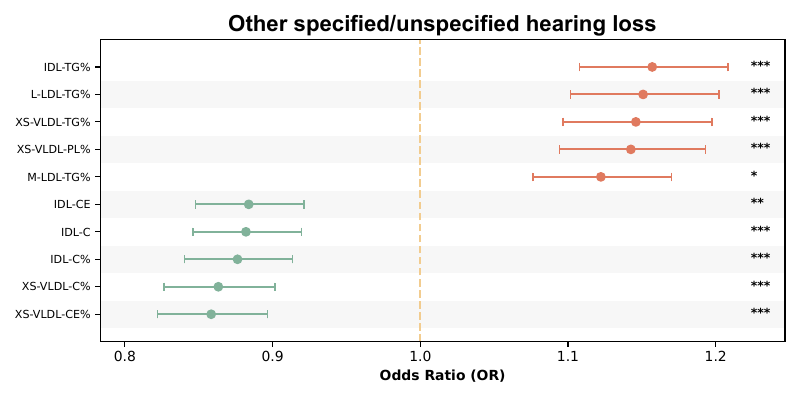 Other specified/unspecified hearing loss
IDL-TG% ***
L-LDL-TG% ***
XS-VLDL-TG% ***
XS-VLDL-PL% ***
M-LDL-TG% *
IDL-CE **
IDL-C ***
IDL-C% ***
XS-VLDL-C% ***
XS-VLDL-CE% ***
0.8 0.9 1.0 1.1 1.2
Odds Ratio (OR)